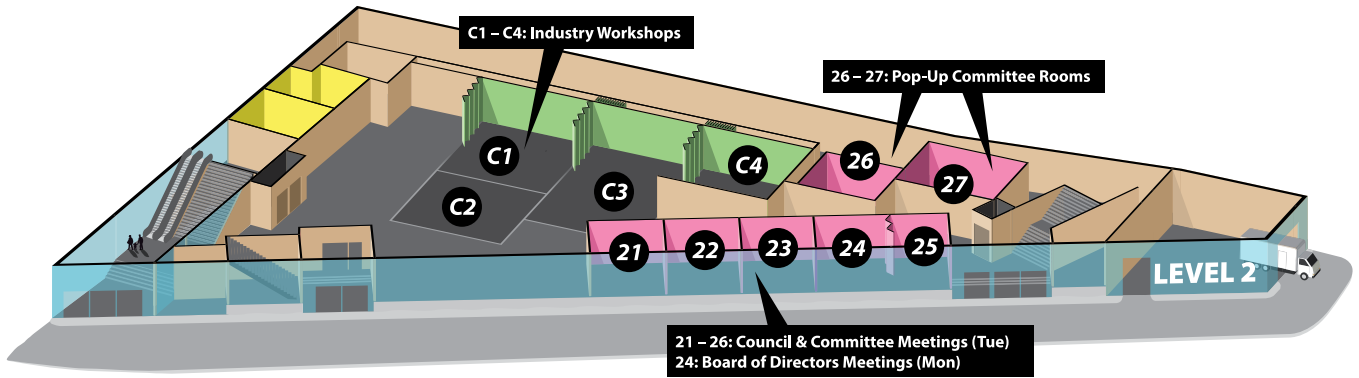 C1 – C4: Industry Workshops
26 – 27: Pop-Up Committee Rooms
C1
C2
C3
C4
26
27
21
22
23
24
25
LEVEL 2
21 – 26: Council & Committee Meetings (Tue)
24: Board of Directors Meetings (Mon)